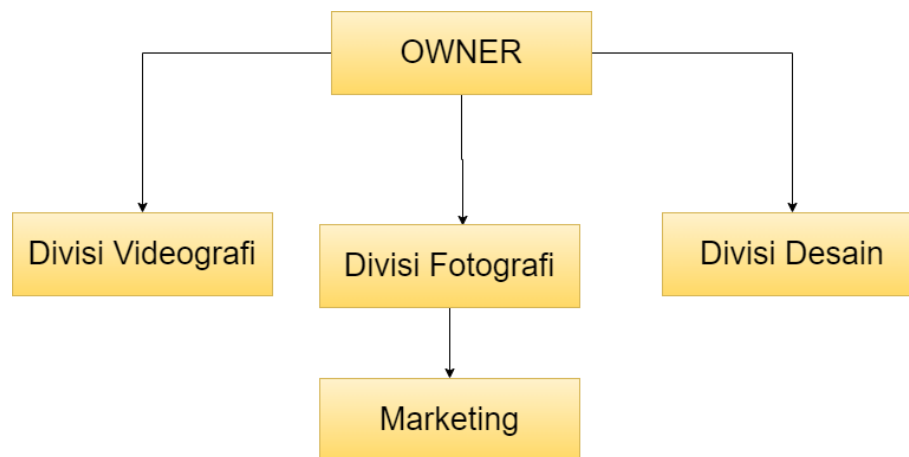 OWNER
Divisi Videografi
Divisi Fotografi
Divisi Desain
Marketing